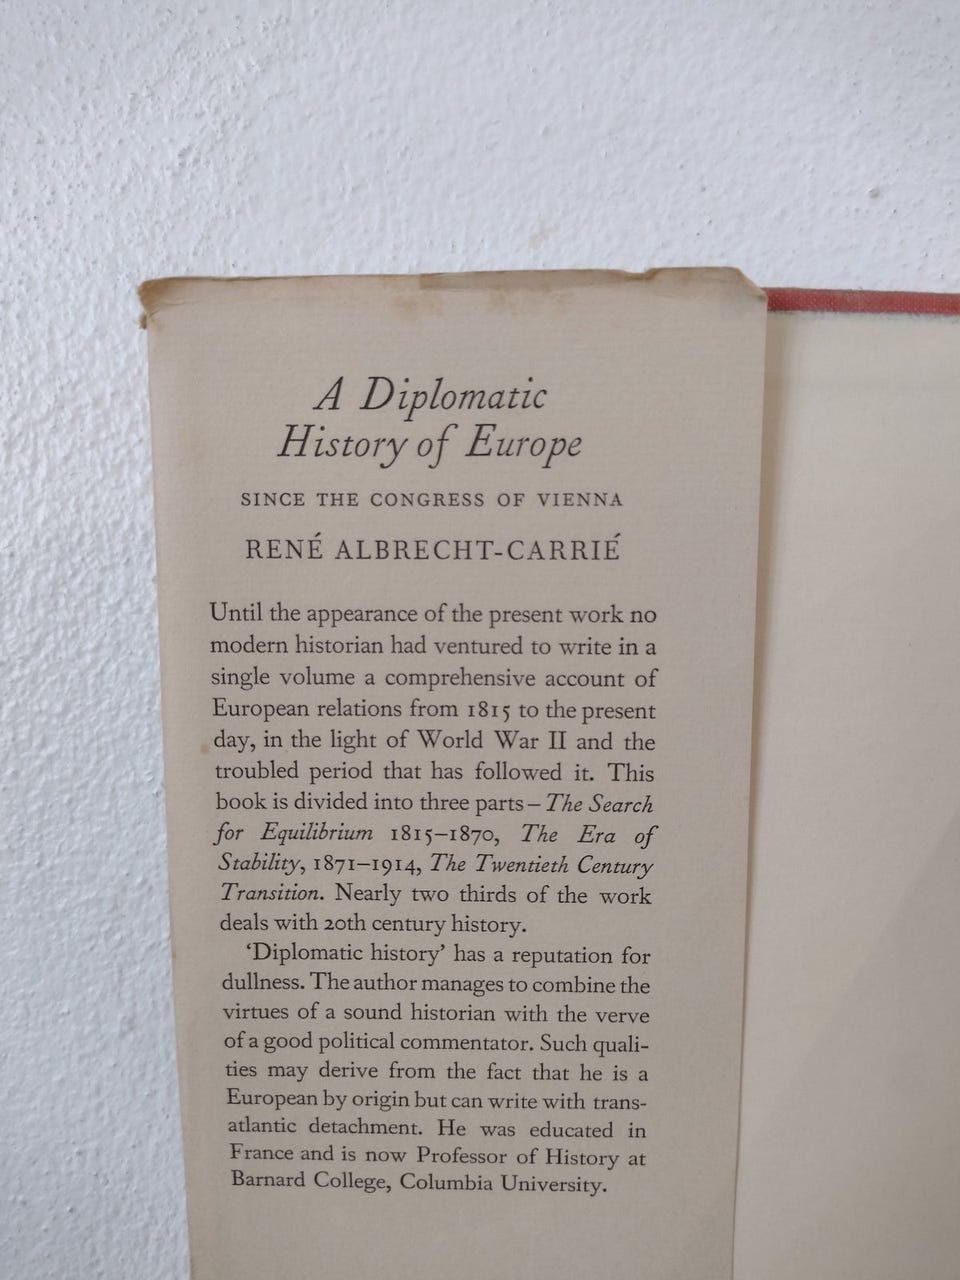 A Diplomatic
History of Europe
SINCE THE CONGRESS OF VIENNA
RENÉ ALBRECHT-CARRIÉ
Until the appearance of the present work no
modern historian had ventured to write in a
single volume a comprehensive account of
European relations from 1815 to the present
day, in the light of World War II and the
troubled period that has followed it. This
book is divided into three parts – The Search
for Equilibrium 1815–1870, The Era of
Stability, 1871–1914, The Twentieth Century
Transition. Nearly two thirds of the work
deals with 20th century history.
‘Diplomatic history’ has a reputation for
dullness. The author manages to combine the
virtues of a sound historian with the verve
of a good political commentator. Such quali-
ties may derive from the fact that he is a
European by origin but can write with trans-
atlantic detachment. He was educated in
France and is now Professor of History at
Barnard College, Columbia University.